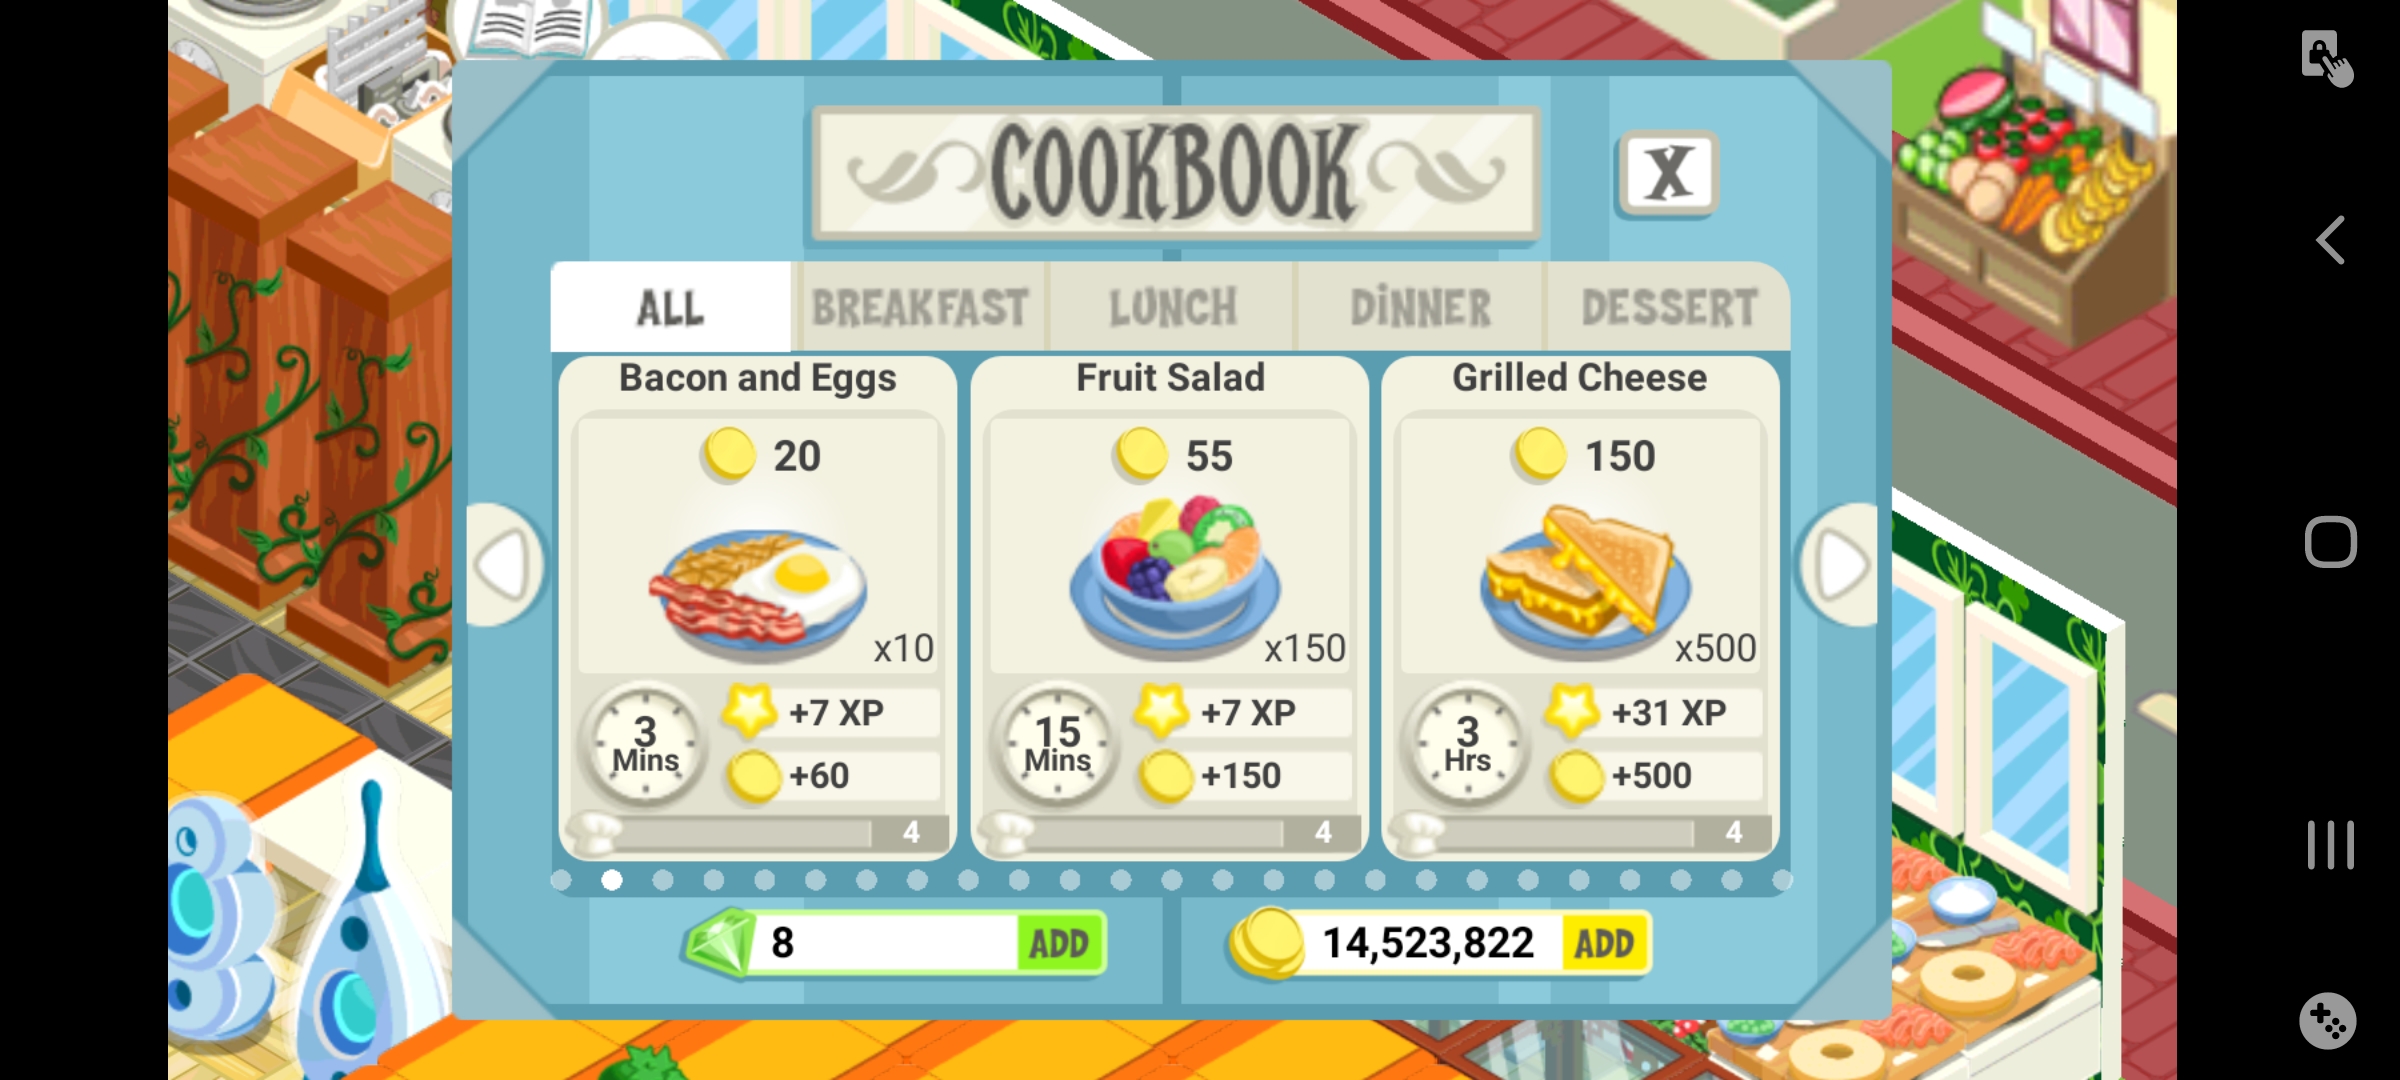 COOKBOOK
X
ALL
BREAKFAST
LUNCH
DINNER
DESSERT
Bacon and Eggs
20
x10
3
Mins
+7 XP
+60
4
Fruit Salad
55
x150
15
Mins
+7 XP
+150
4
Grilled Cheese
150
x500
3
Hrs
+31 XP
+500
4
8
ADD
14,523,822
ADD